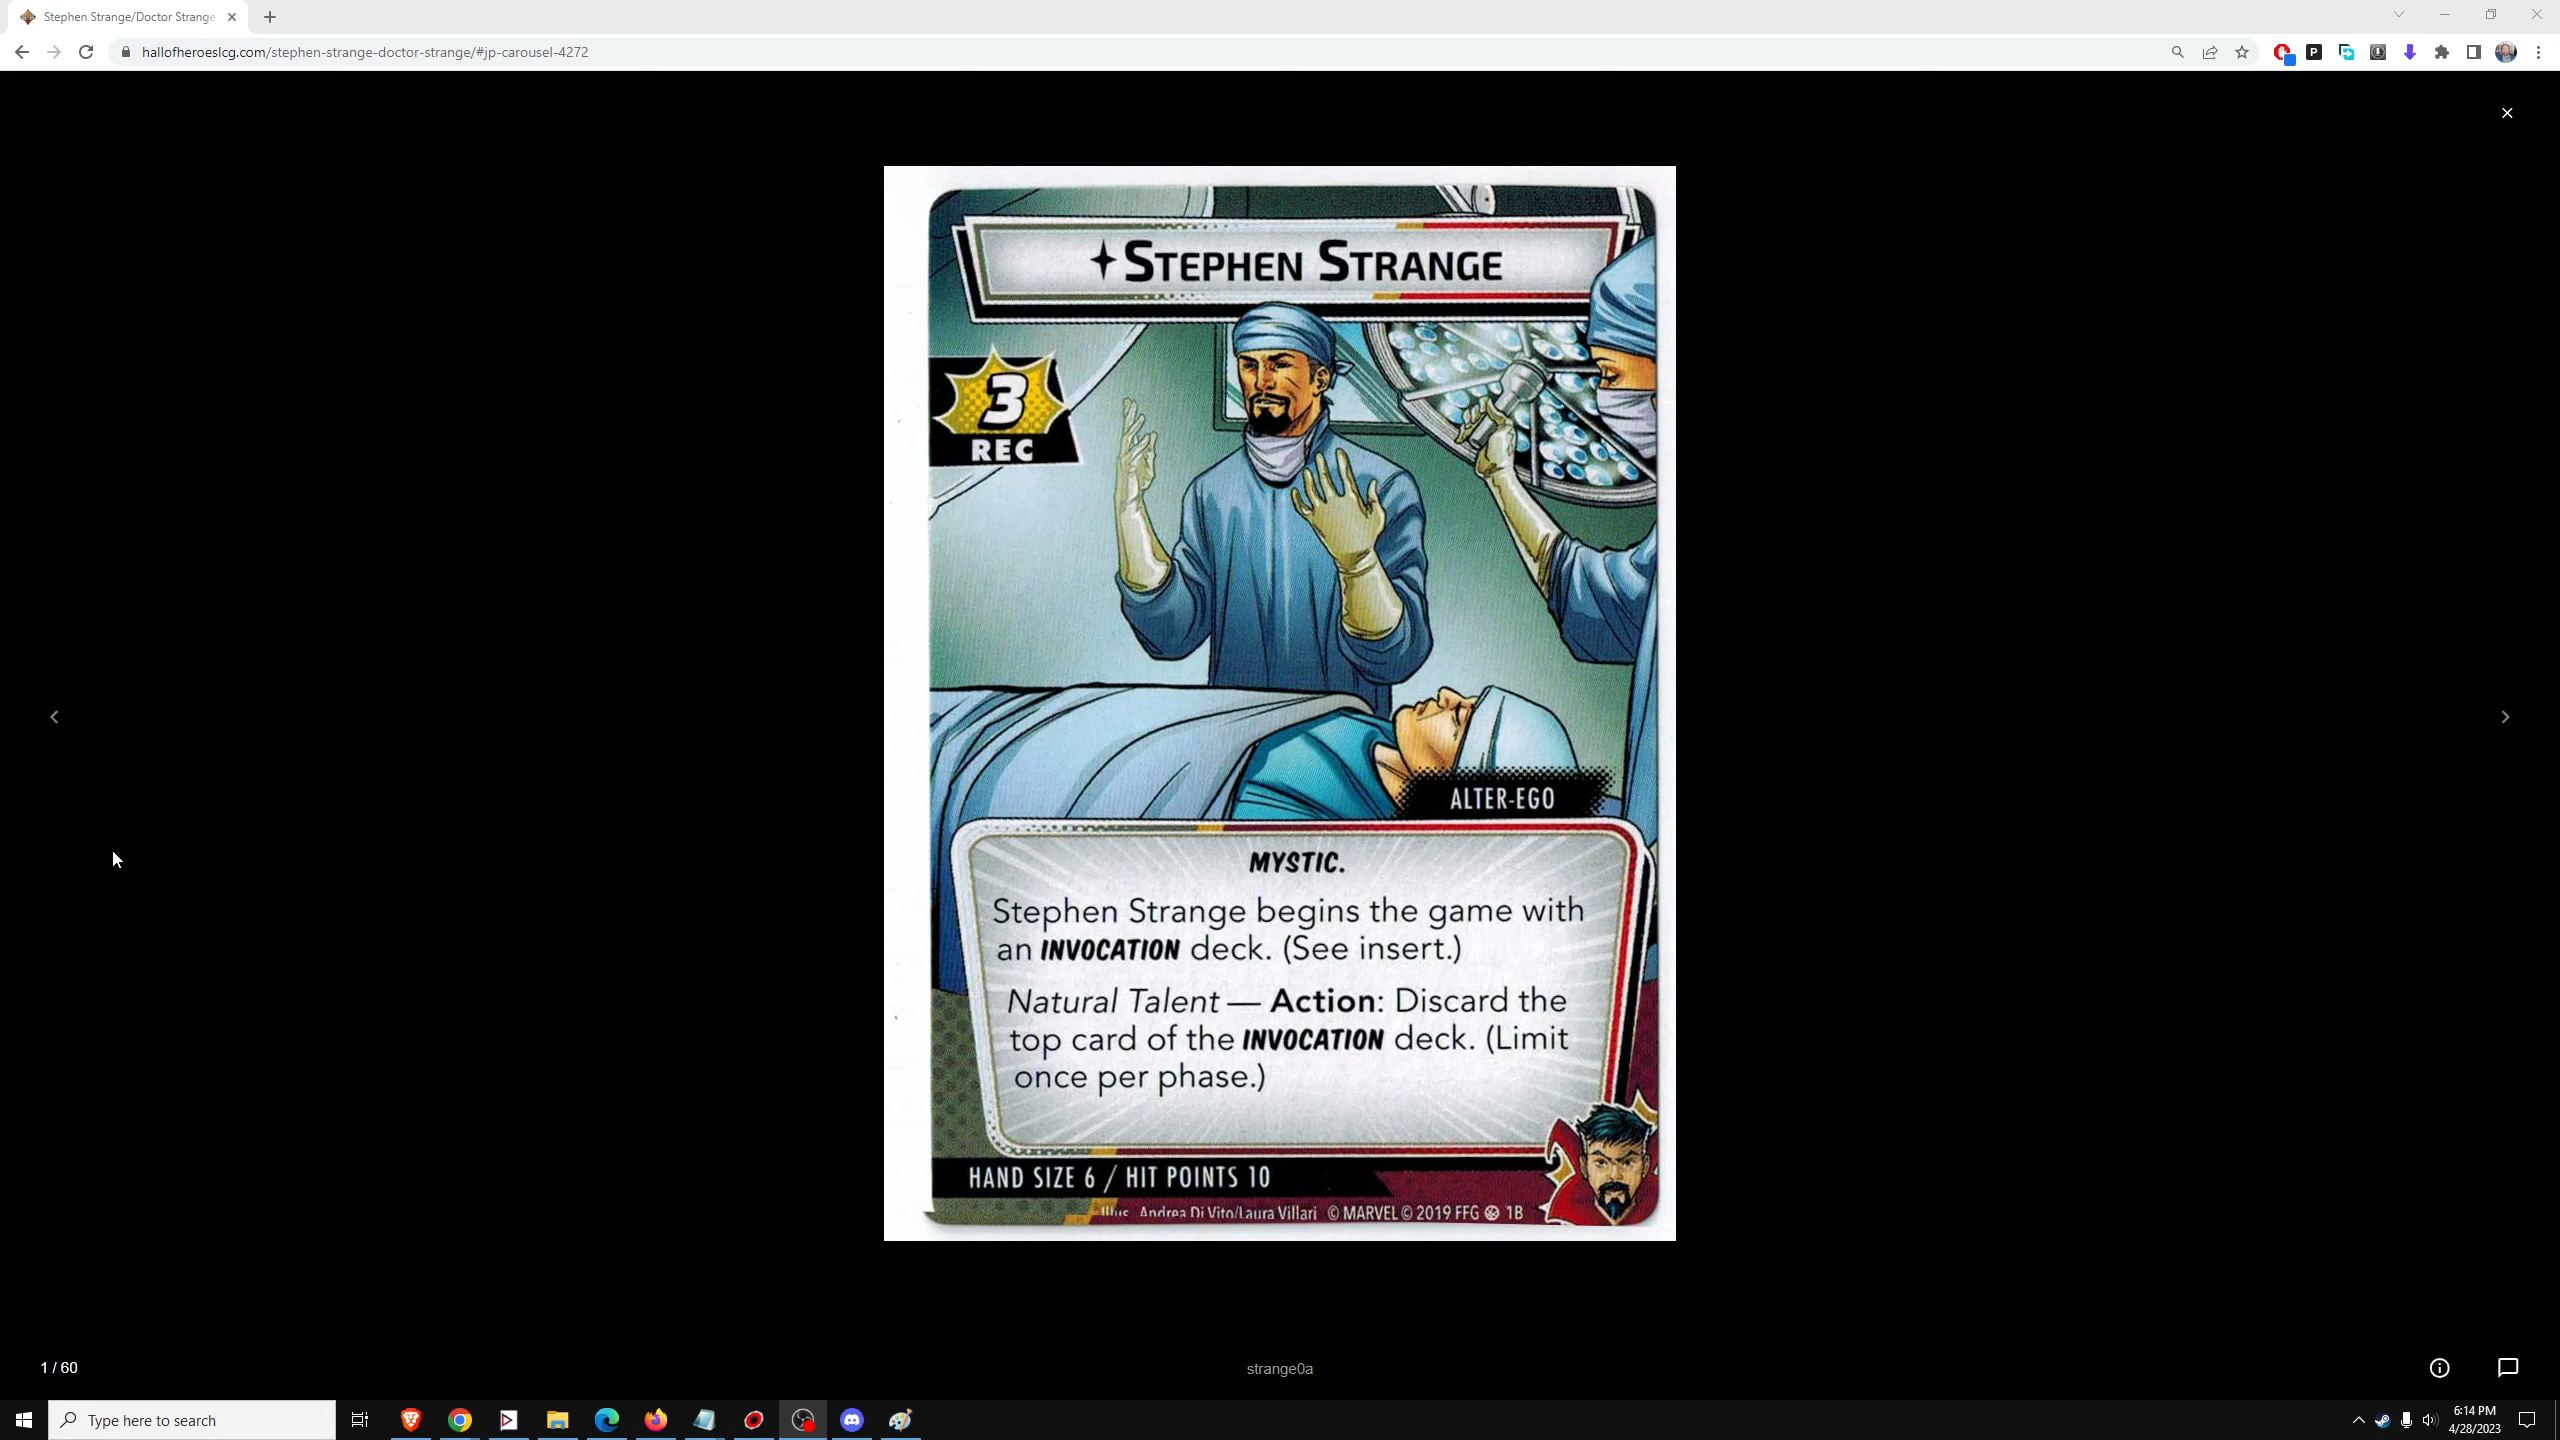 Stephen Strange/Doctor Strange
hallofheroeslcg.com/stephen-strange-doctor-strange/#jp-carousel-4272
P
STEPHEN STRANGE
3
REC
ALTER-EGO
MYSTIC.
Stephen Strange begins the game with
an INVOCATION deck. (See insert.)
Natural Talent — Action: Discard the
top card of the INVOCATION deck. (Limit
once per phase.)
HAND SIZE 6 / HIT POINTS 10
Illus. Andrea Di Vito/Laura Villari © MARVEL © 2019 FFG 1B
1 / 60
strange0a
Type here to search
6:14 PM
4/28/2023